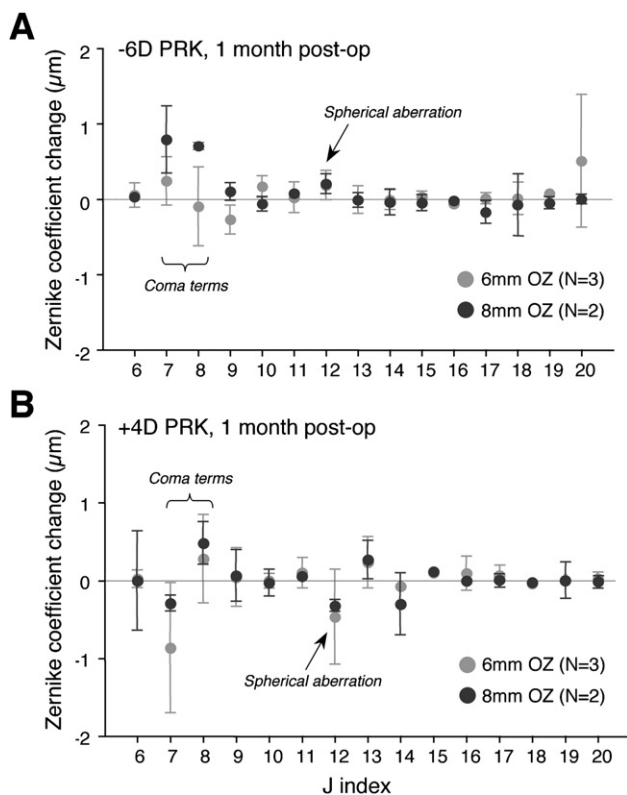 A
-6D PRK, 1 month post-op
Zernike coefficient change (µm)
2
1
0
-1
-2
Spherical aberration
Coma terms
6mm OZ (N=3)
8mm OZ (N=2)
6 7 8 9 10 11 12 13 14 15 16 17 18 19 20
B
+4D PRK, 1 month post-op
Zernike coefficient change (µm)
2
1
0
-1
-2
Coma terms
Spherical aberration
6mm OZ (N=3)
8mm OZ (N=2)
6 7 8 9 10 11 12 13 14 15 16 17 18 19 20
J index